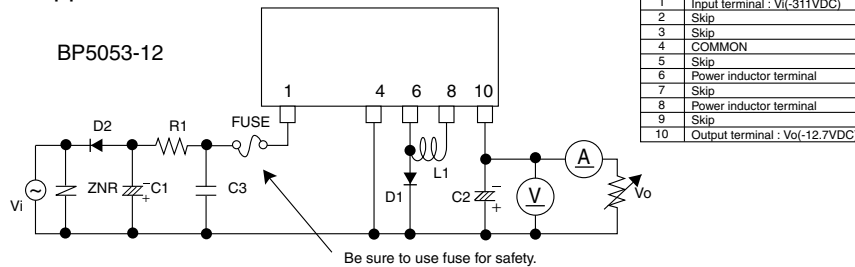 BP5053-12
1 Input terminal : Vi(-311VDC)
2 Skip
3 Skip
4 COMMON
5 Skip
6 Power inductor terminal
7 Skip
8 Power inductor terminal
9 Skip
10 Output terminal : Vo(-12.7VDC
1 4 6 8 10
D2 R1 FUSE
L1
ZNR C1 C3 D1 C2 V A
Vi Vo
Be sure to use fuse for safety.